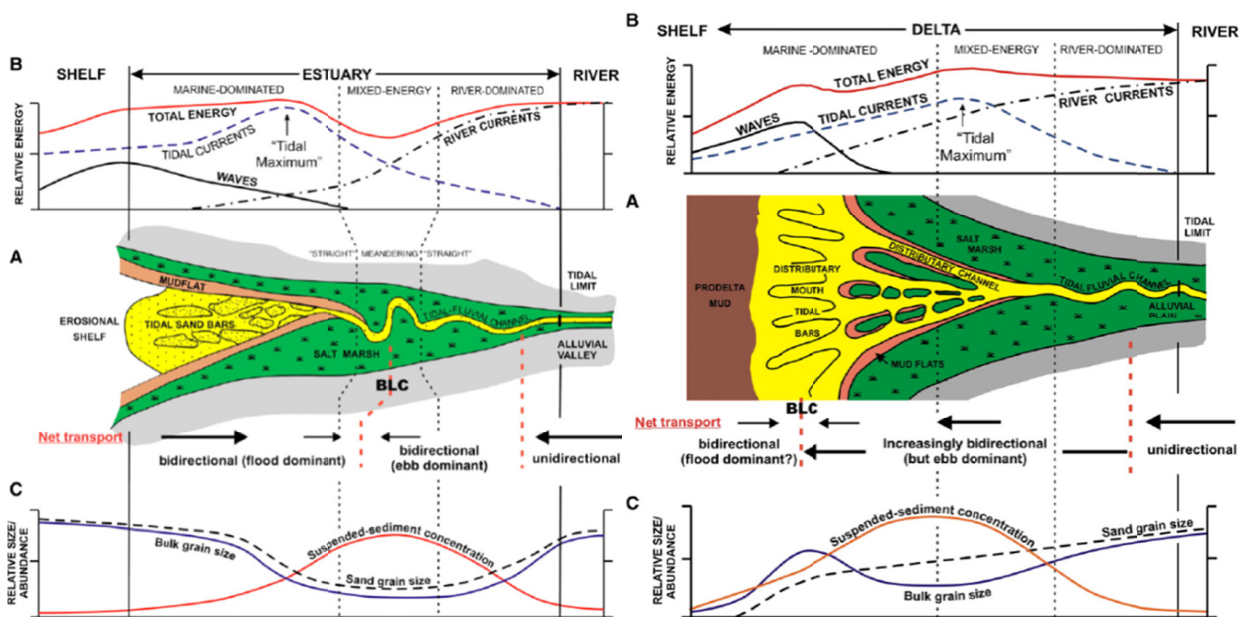 B
SHELF
ESTUARY
RIVER
MARINE-DOMINATED
MIXED-ENERGY
RIVER-DOMINATED
RELATIVE ENERGY
TOTAL ENERGY
TIDAL CURRENTS
"Tidal
Maximum"
WAVES
RIVER CURRENTS
A
"STRAIGHT"
MEANDERING
"STRAIGHT"
MUDFLAT
TIDAL
LIMIT
EROSIONAL
SHELF
TIDAL SAND BARS
TIDAL-FLUVIAL CHANNEL
SALT MARSH
ALLUVIAL
VALLEY
BLC
Net transport
bidirectional (flood dominant)
bidirectional
(ebb dominant)
unidirectional
C
RELATIVE SIZE/
ABUNDANCE
Bulk grain size
Suspended-sediment concentration
Sand grain size
B
SHELF
DELTA
RIVER
MARINE-DOMINATED
MIXED-ENERGY
RIVER-DOMINATED
RELATIVE ENERGY
TOTAL ENERGY
WAVES
TIDAL CURRENTS
RIVER CURRENTS
"Tidal
Maximum"
A
TIDAL
LIMIT
SALT
MARSH
DISTRIBUTARY CHANNEL
DISTRIBUTARY
MOUTH
TIDAL
BARS
PRODELTA
MUD
TIDAL FLUVIAL CHANNEL
ALLUVIAL
PLAIN
MUD FLATS
BLC
Net transport
bidirectional
(flood dominant?)
Increasingly bidirectional
(but ebb dominant)
unidirectional
C
RELATIVE SIZE/
ABUNDANCE
Suspended-sediment
concentration
Sand grain size
Bulk grain size